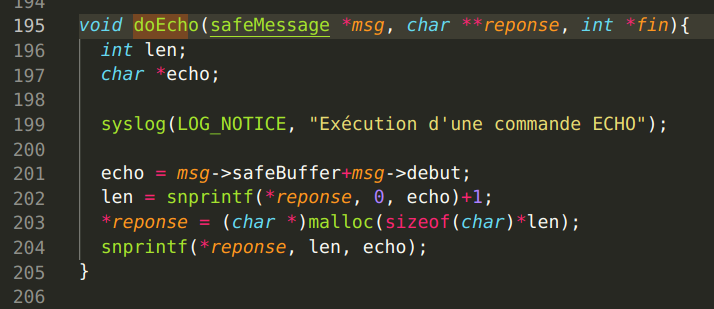 194
195 void doEcho(safeMessage *msg, char **reponse, int *fin){
196   int len;
197   char *echo;
198
199   syslog(LOG_NOTICE, "Exécution d'une commande ECHO");
200
201   echo = msg->safeBuffer+msg->debut;
202   len = snprintf(*reponse, 0, echo)+1;
203   *reponse = (char *)malloc(sizeof(char)*len);
204   snprintf(*reponse, len, echo);
205 }
206